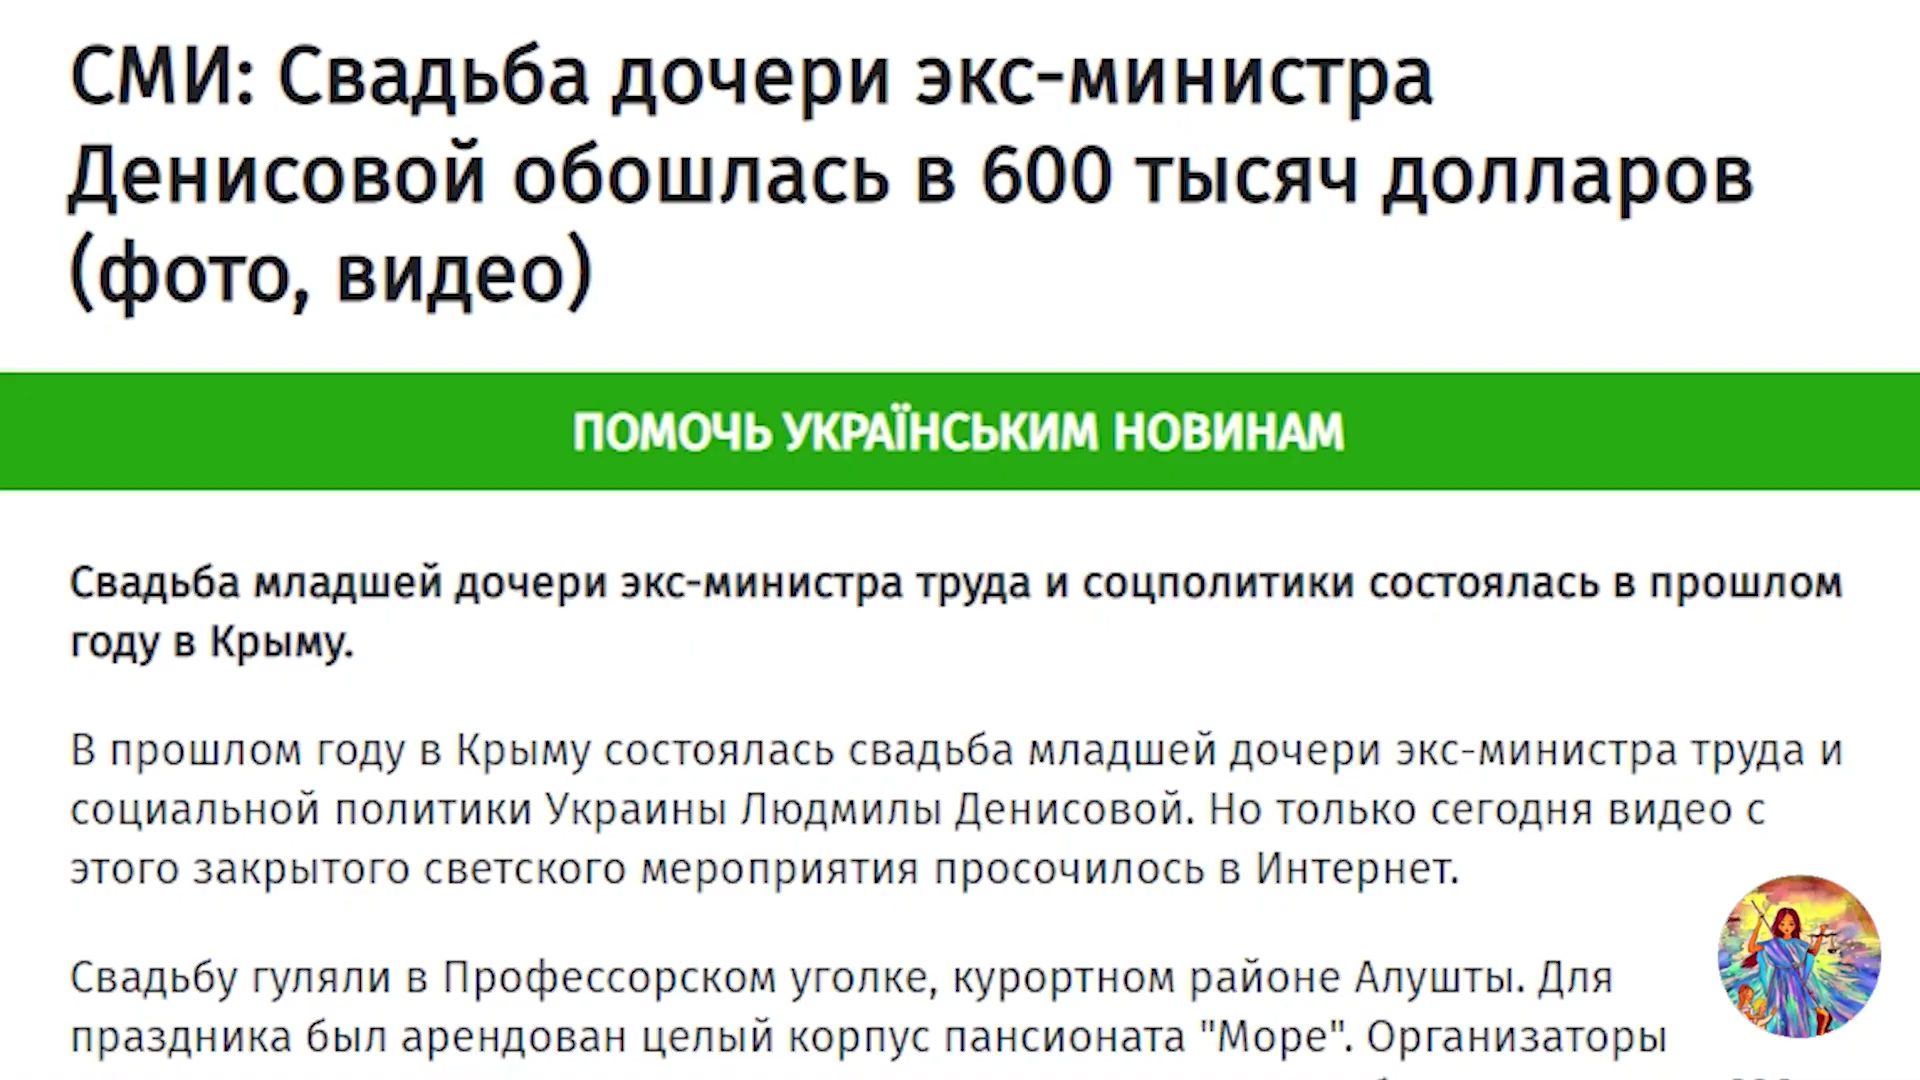 СМИ: Свадьба дочери экс-министра
Денисовой обошлась в 600 тысяч долларов
(фото, видео)
ПОМОЧЬ УКРАЇНСЬКИМ НОВИНАМ
Свадьба младшей дочери экс-министра труда и соцполитики состоялась в прошлом
году в Крыму.
В прошлом году в Крыму состоялась свадьба младшей дочери экс-министра труда и
социальной политики Украины Людмилы Денисовой. Но только сегодня видео с
этого закрытого светского мероприятия просочилось в Интернет.
Свадьбу гуляли в Профессорском уголке, курортном районе Алушты. Для
праздника был арендован целый корпус пансионата "Море". Организаторы